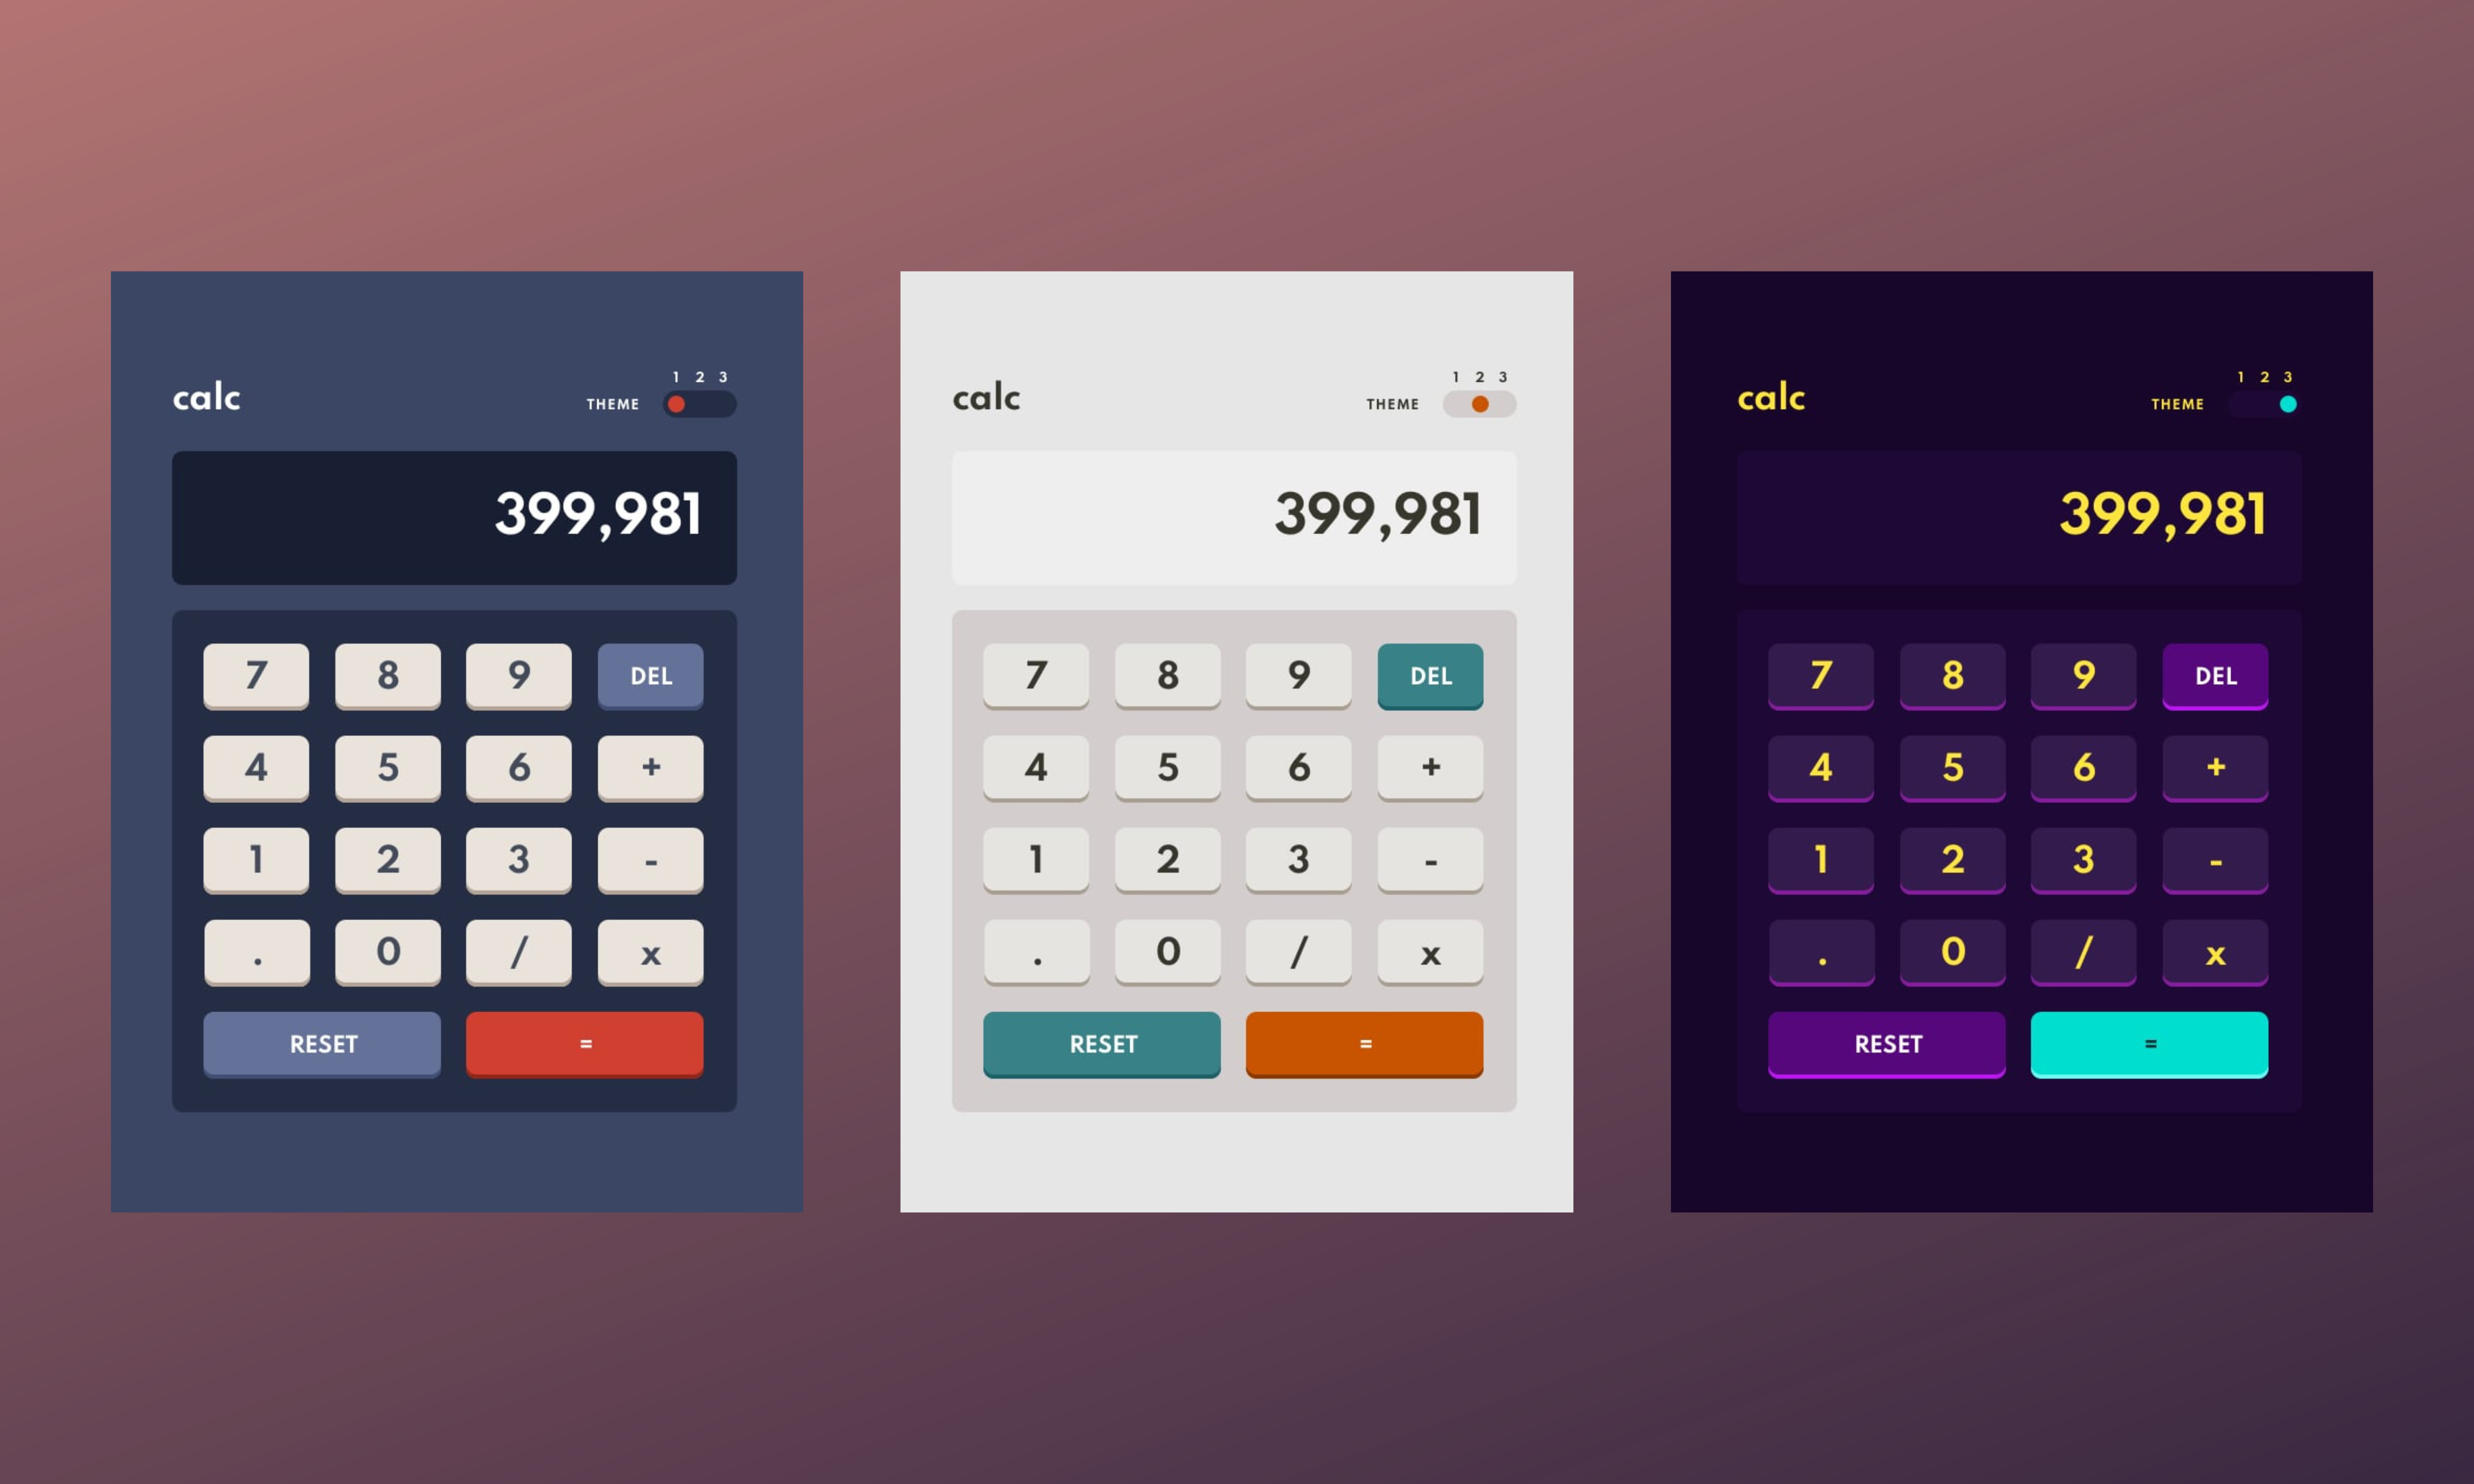 1 2 3
calc THEME
399,981
7 8 9 DEL
4 5 6 +
1 2 3 -
. 0 / x
RESET =
1 2 3
calc THEME
399,981
7 8 9 DEL
4 5 6 +
1 2 3 -
. 0 / x
RESET =
1 2 3
calc THEME
399,981
7 8 9 DEL
4 5 6 +
1 2 3 -
. 0 / x
RESET =